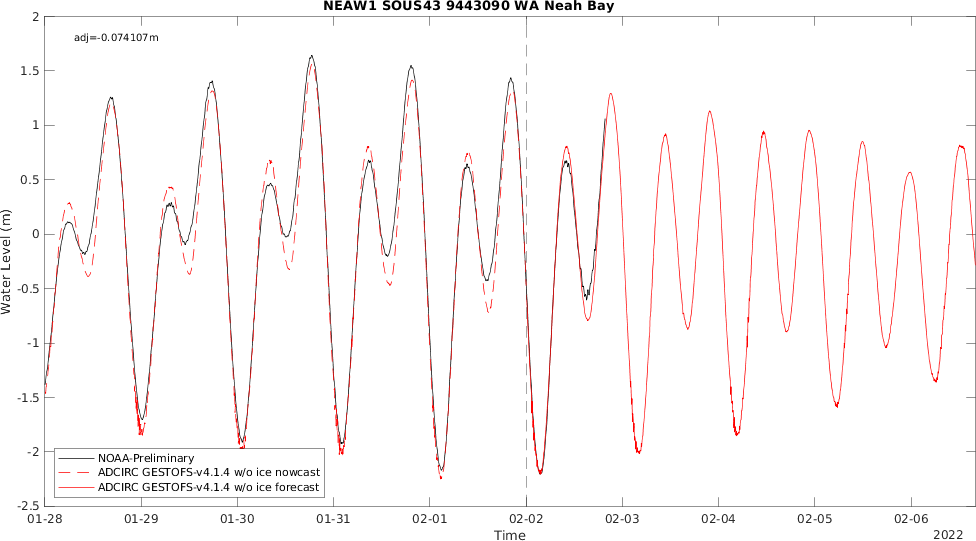 NEAW1 SOUS43 9443090 WA Neah Bay
adj=-0.074107m
2
1.5
1
0.5
0
-0.5
-1
-1.5
-2
-2.5
Water Level (m)
NOAA-Preliminary
ADCIRC GESTOFS-v4.1.4 w/o ice nowcast
ADCIRC GESTOFS-v4.1.4 w/o ice forecast
01-28 01-29 01-30 01-31 02-01 02-02 02-03 02-04 02-05 02-06
Time
2022